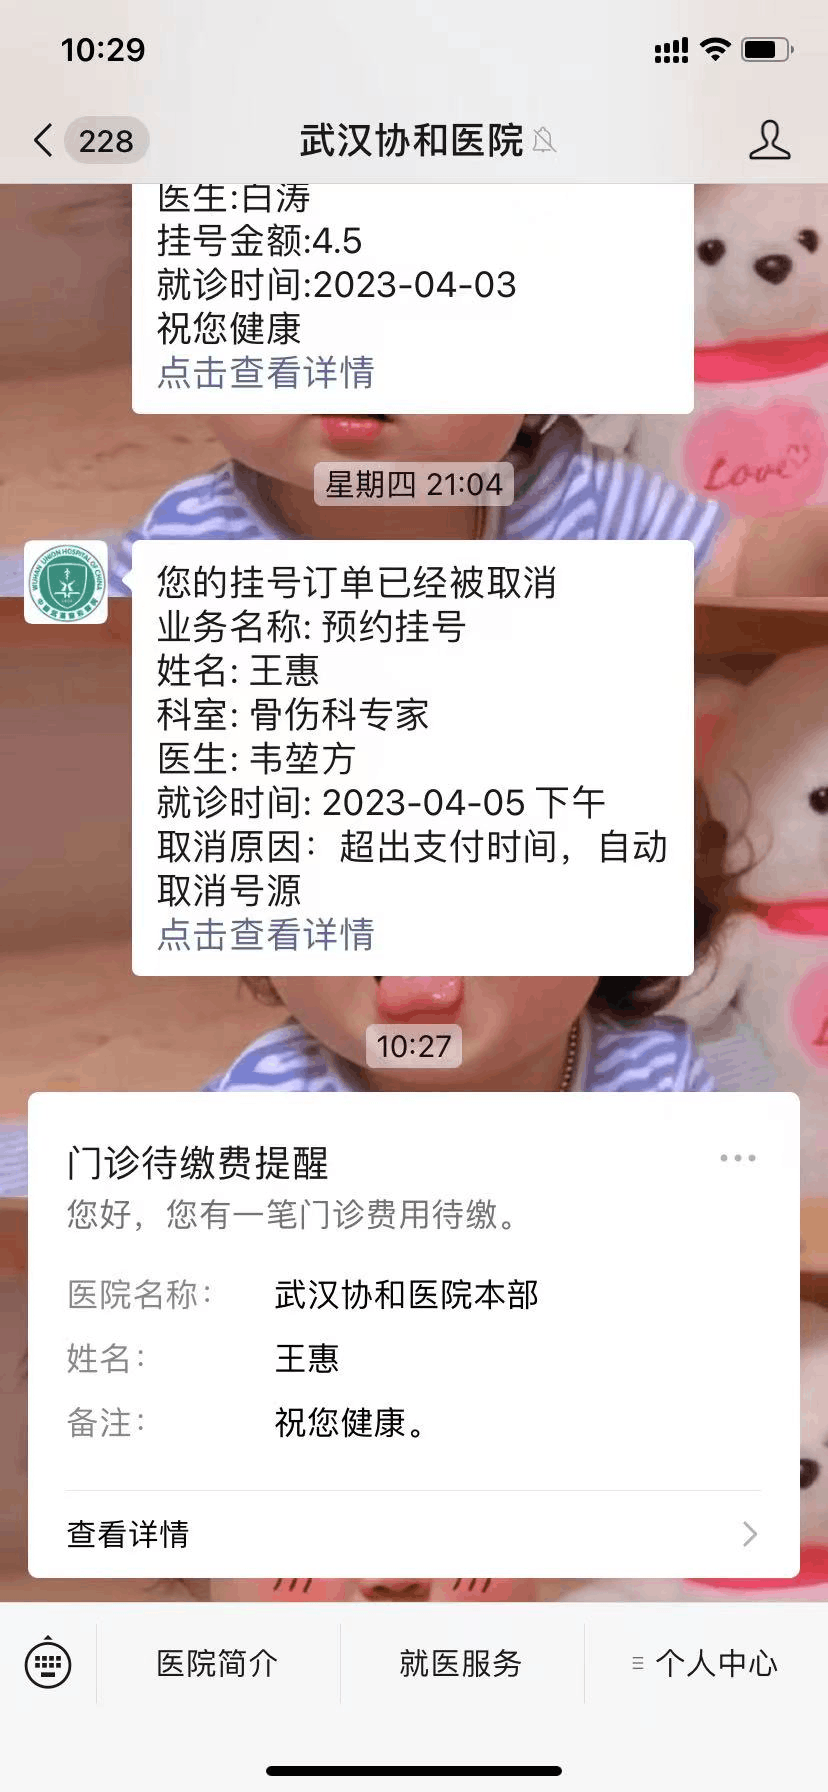 10:29
228
武汉协和医院
医生:白涛
挂号金额:4.5
就诊时间:2023-04-03
祝您健康
点击查看详情
Love
星期四 21:04
WUHAN UNION HOSPITAL OF CHINA
您的挂号订单已经被取消
业务名称: 预约挂号
姓名: 王惠
科室: 骨伤科专家
医生: 韦堃方
就诊时间: 2023-04-05 下午
取消原因：超出支付时间，自动
取消号源
点击查看详情
10:27
门诊待缴费提醒
您好，您有一笔门诊费用待缴。
医院名称： 武汉协和医院本部
姓名： 王惠
备注： 祝您健康。
查看详情
医院简介
就医服务
个人中心